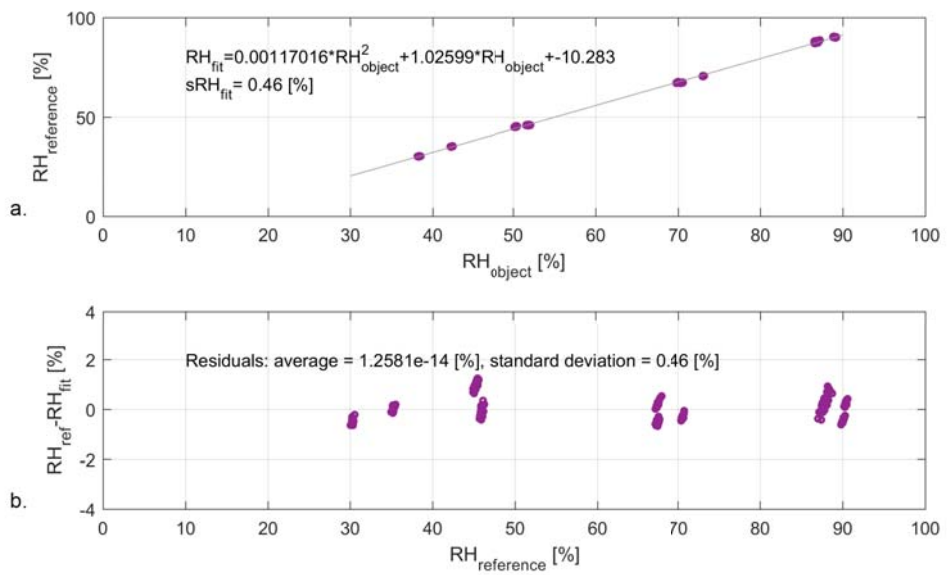 100
50
0
RH_reference [%]
RH_fit=0.00117016*RH^2_object+1.02599*RH_object+-10.283
sRH_fit= 0.46 [%]
a.
0 10 20 30 40 50 60 70 80 90 100
RH_object [%]
4
2
0
-2
-4
RH_ref-RH_fit [%]
Residuals: average = 1.2581e-14 [%], standard deviation = 0.46 [%]
b.
0 10 20 30 40 50 60 70 80 90 100
RH_reference [%]